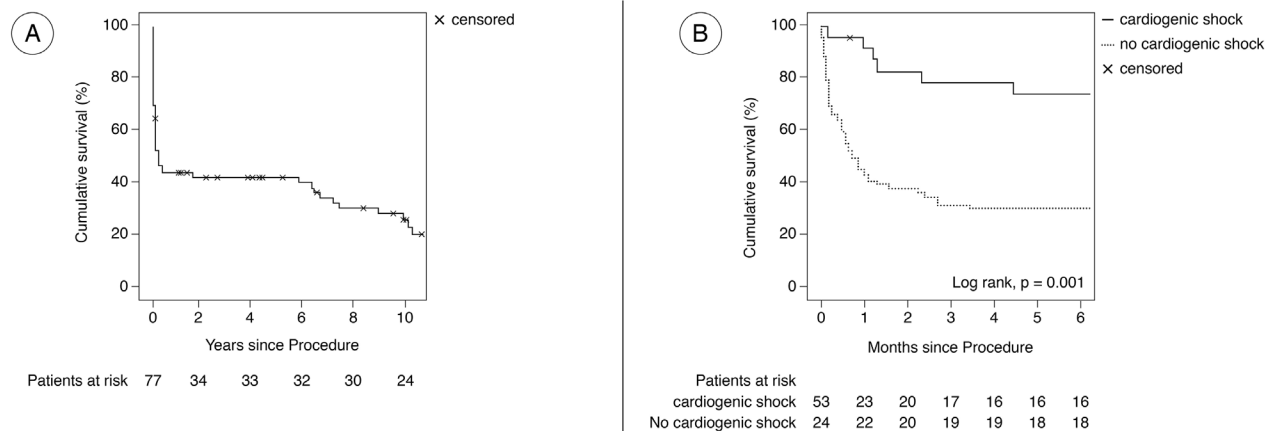 A
100
80
60
40
20
0
Cumulative survival (%)
0 2 4 6 8 10
Years since Procedure
× censored
Patients at risk 77 34 33 32 30 24
B
100
80
60
40
20
0
Cumulative survival (%)
cardiogenic shock
no cardiogenic shock
× censored
Log rank, p = 0.001
0 1 2 3 4 5 6
Months since Procedure
Patients at risk
cardiogenic shock 53 23 20 17 16 16 16
No cardiogenic shock 24 22 20 19 19 18 18